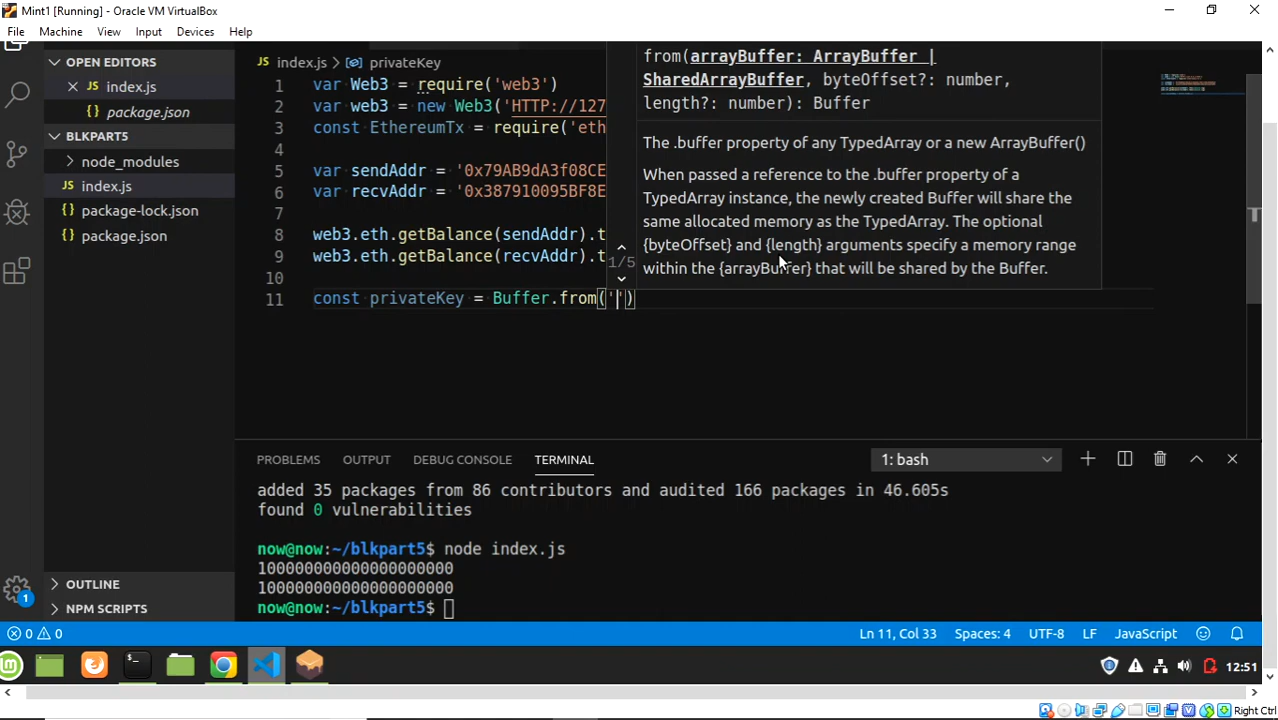 Mint1 [Running] - Oracle VM VirtualBox
File Machine View Input Devices Help
OPEN EDITORS
index.js
package.json
BLKPART5
node_modules
index.js
package-lock.json
package.json
OUTLINE
NPM SCRIPTS
1
JS index.js > privateKey
1 var Web3 = require('web3')
2 var web3 = new Web3('HTTP://127
3 const EthereumTx = require('eth
4
5 var sendAddr = '0x79AB9dA3f08CE
6 var recvAddr = '0x387910095BF8E
7
8 web3.eth.getBalance(sendAddr).t
9 web3.eth.getBalance(recvAddr).t
10
11 const privateKey = Buffer.from('')
1/5
from(arrayBuffer: ArrayBuffer |
SharedArrayBuffer, byteOffset?: number,
length?: number): Buffer
The .buffer property of any TypedArray or a new ArrayBuffer()
When passed a reference to the .buffer property of a
TypedArray instance, the newly created Buffer will share the
same allocated memory as the TypedArray. The optional
{byteOffset} and {length} arguments specify a memory range
within the {arrayBuffer} that will be shared by the Buffer.
PROBLEMS OUTPUT DEBUG CONSOLE TERMINAL 1: bash
added 35 packages from 86 contributors and audited 166 packages in 46.605s
found 0 vulnerabilities
now@now:~/blkpart5$ node index.js
100000000000000000000
100000000000000000000
now@now:~/blkpart5$
0 0 Ln 11, Col 33 Spaces: 4 UTF-8 LF JavaScript
12:51
Right Ctrl